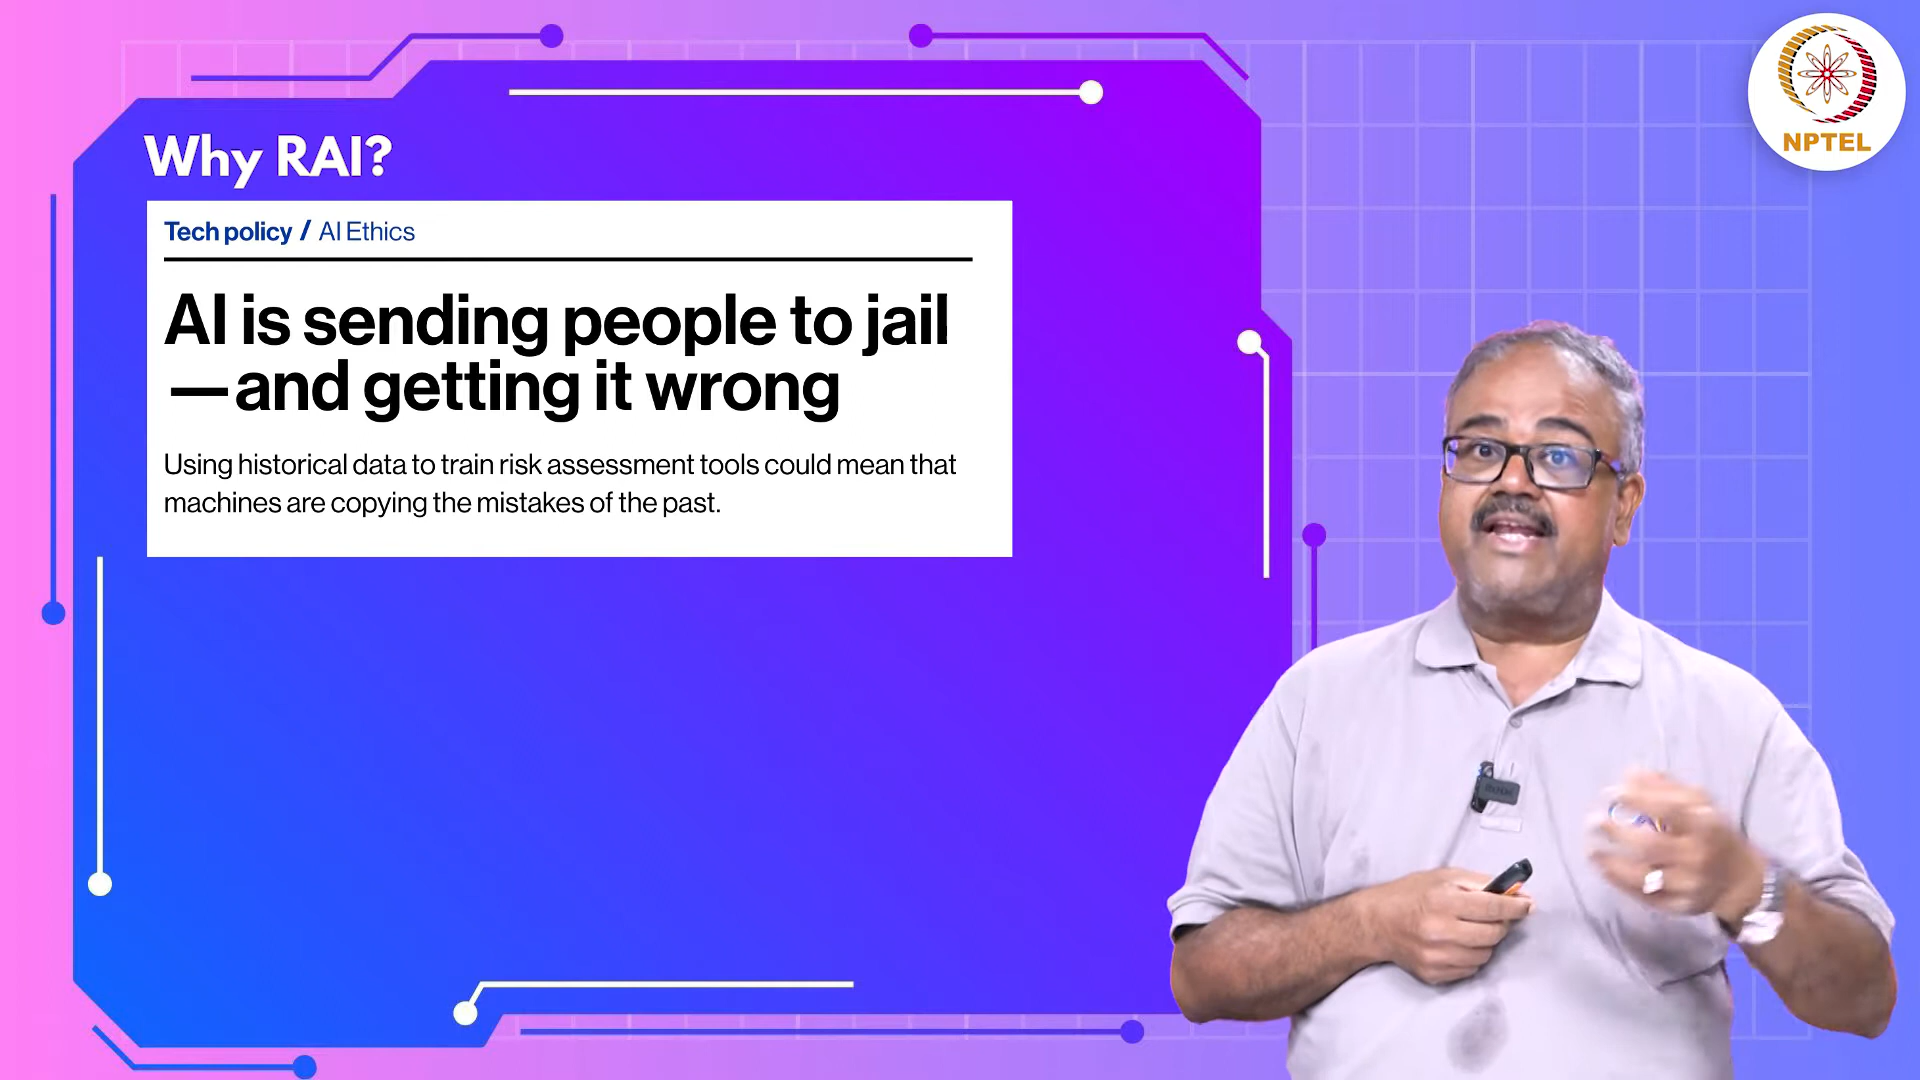 Why RAI?
Tech policy / AI Ethics
AI is sending people to jail
—and getting it wrong
Using historical data to train risk assessment tools could mean that
machines are copying the mistakes of the past.
NPTEL